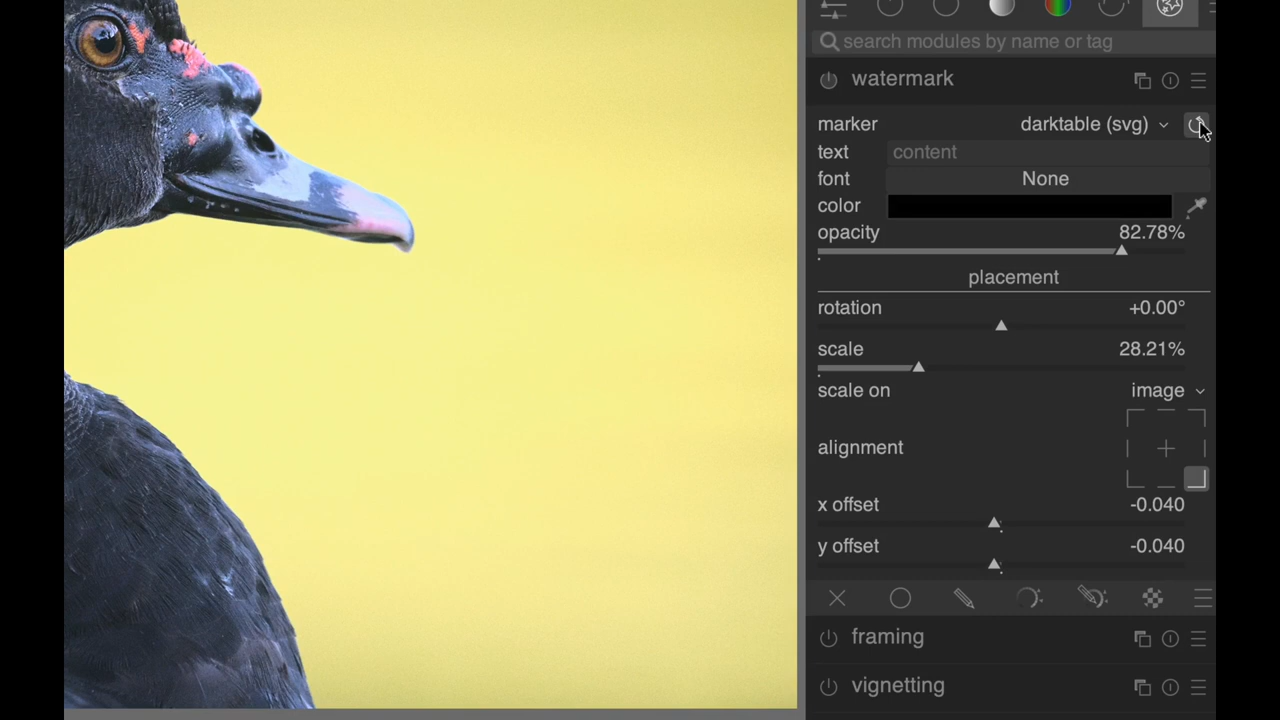 search modules by name or tag
watermark
marker darktable (svg)
text content
font None
color
opacity 82.78%
placement
rotation +0.00°
scale 28.21%
scale on image
alignment
x offset -0.040
y offset -0.040
framing
vignetting